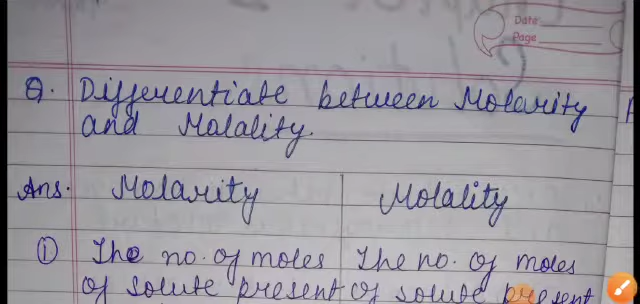 Date
Page
Q. Differentiate between Molarity
and Molality.
Ans. Molarity Molality
① The no. of moles The no. of moles
of solute present of solute present